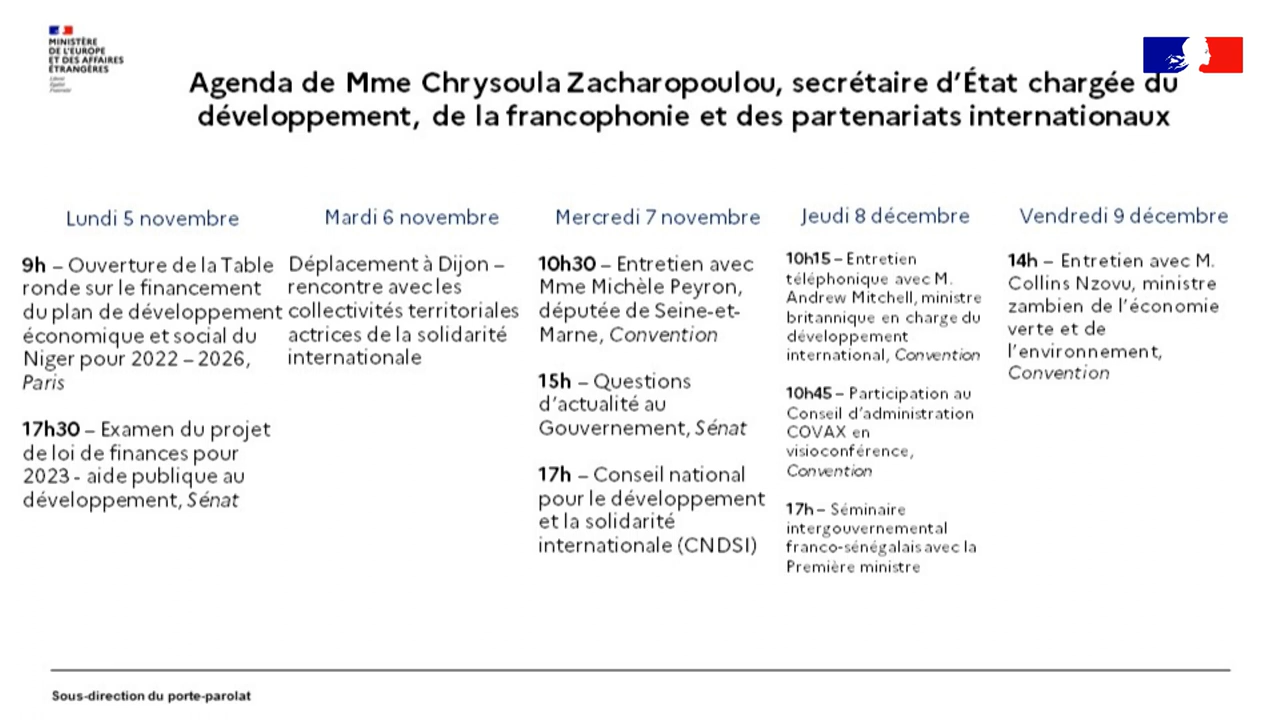 MINISTÈRE
DE L'EUROPE
ET DES AFFAIRES
ÉTRANGÈRES
Liberté
Égalité
Fraternité
Agenda de Mme Chrysoula Zacharopoulou, secrétaire d'État chargée du
développement, de la francophonie et des partenariats internationaux
Lundi 5 novembre
9h – Ouverture de la Table
ronde sur le financement
du plan de développement
économique et social du
Niger pour 2022 – 2026,
Paris
17h30 – Examen du projet
de loi de finances pour
2023 - aide publique au
développement, Sénat
Mardi 6 novembre
Déplacement à Dijon –
rencontre avec les
collectivités territoriales
actrices de la solidarité
internationale
Mercredi 7 novembre
10h30 – Entretien avec
Mme Michèle Peyron,
députée de Seine-et-
Marne, Convention
15h – Questions
d'actualité au
Gouvernement, Sénat
17h – Conseil national
pour le développement
et la solidarité
internationale (CNDSI)
Jeudi 8 décembre
10h15 – Entretien
téléphonique avec M.
Andrew Mitchell, ministre
britannique en charge du
développement
international, Convention
10h45 – Participation au
Conseil d'administration
COVAX en
visioconférence,
Convention
17h – Séminaire
intergouvernemental
franco-sénégalais avec la
Première ministre
Vendredi 9 décembre
14h – Entretien avec M.
Collins Nzovu, ministre
zambien de l'économie
verte et de
l'environnement,
Convention
Sous-direction du porte-parolat